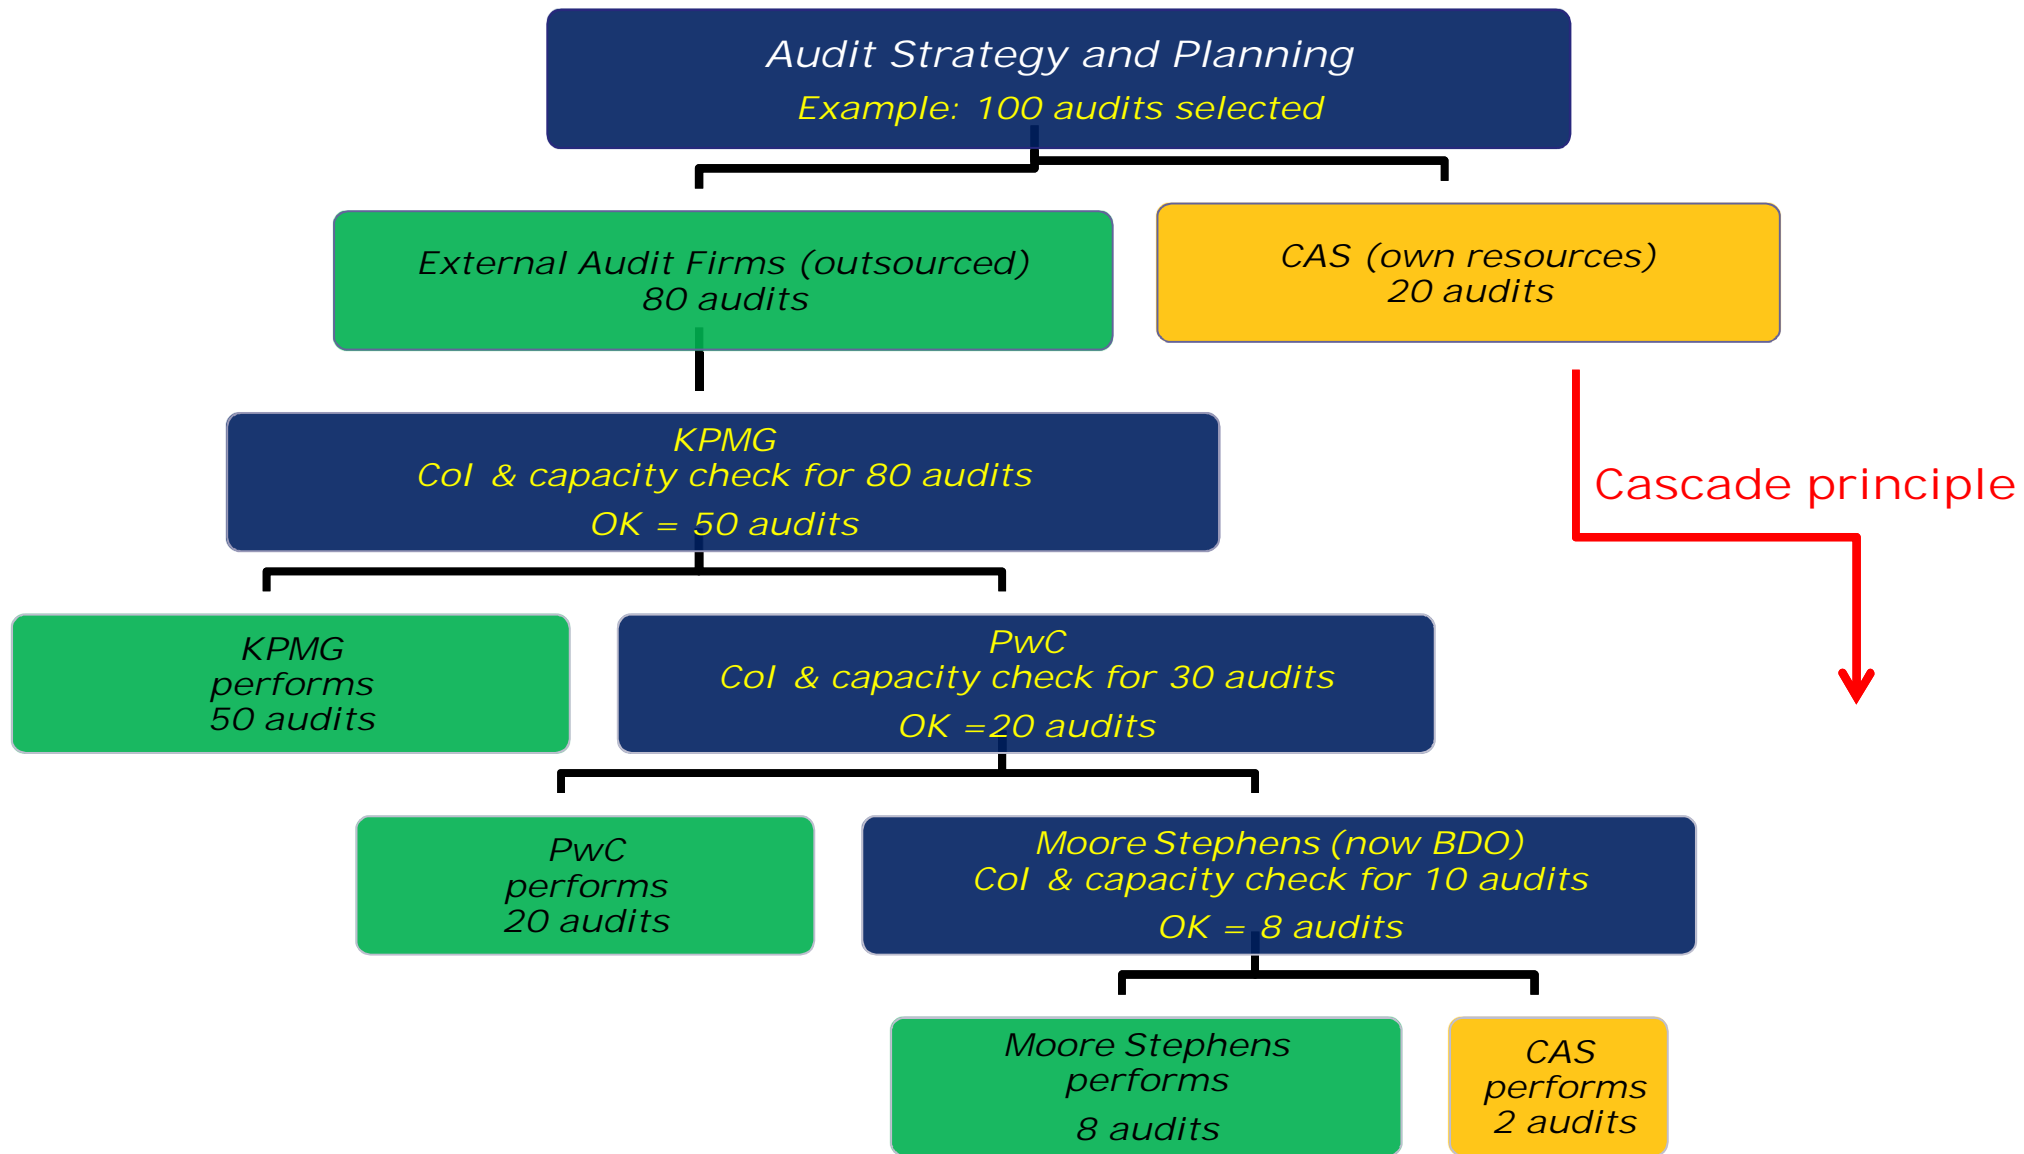 Audit Strategy and Planning
Example: 100 audits selected
External Audit Firms (outsourced)
80 audits
CAS (own resources)
20 audits
KPMG
CoI & capacity check for 80 audits
OK = 50 audits
Cascade principle
KPMG
performs
50 audits
PwC
CoI & capacity check for 30 audits
OK =20 audits
PwC
performs
20 audits
Moore Stephens (now BDO)
CoI & capacity check for 10 audits
OK = 8 audits
Moore Stephens
performs
8 audits
CAS
performs
2 audits